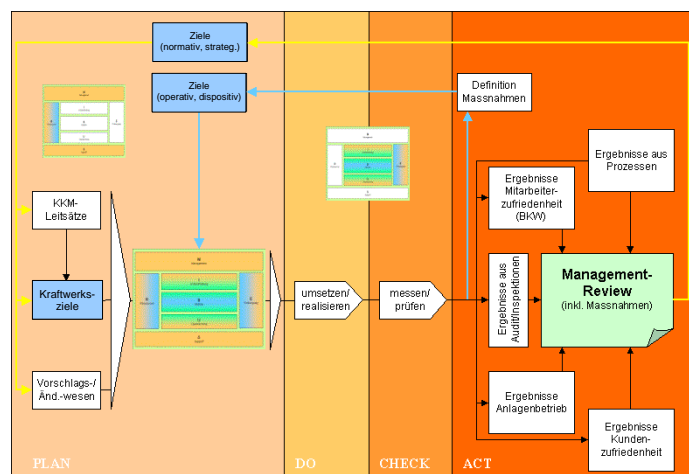 Ziele
(normativ, strateg.)
Ziele
(operativ, dispositiv)
Definition
Massnahmen
Ergebnisse aus
Prozessen
Ergebnisse
Mitarbeiter-
zufriedenheit
(BKW)
KKM-
Leitsätze
Kraftwerks-
ziele
Vorschlags-/
Änd.-wesen
umsetzen/
realisieren
messen/
prüfen
Ergebnisse aus
Audit/Inspektionen
Management-
Review
(inkl. Massnahmen)
Ergebnisse
Anlagenbetrieb
Ergebnisse
Kunden-
zufriedenheit
PLAN
DO
CHECK
ACT